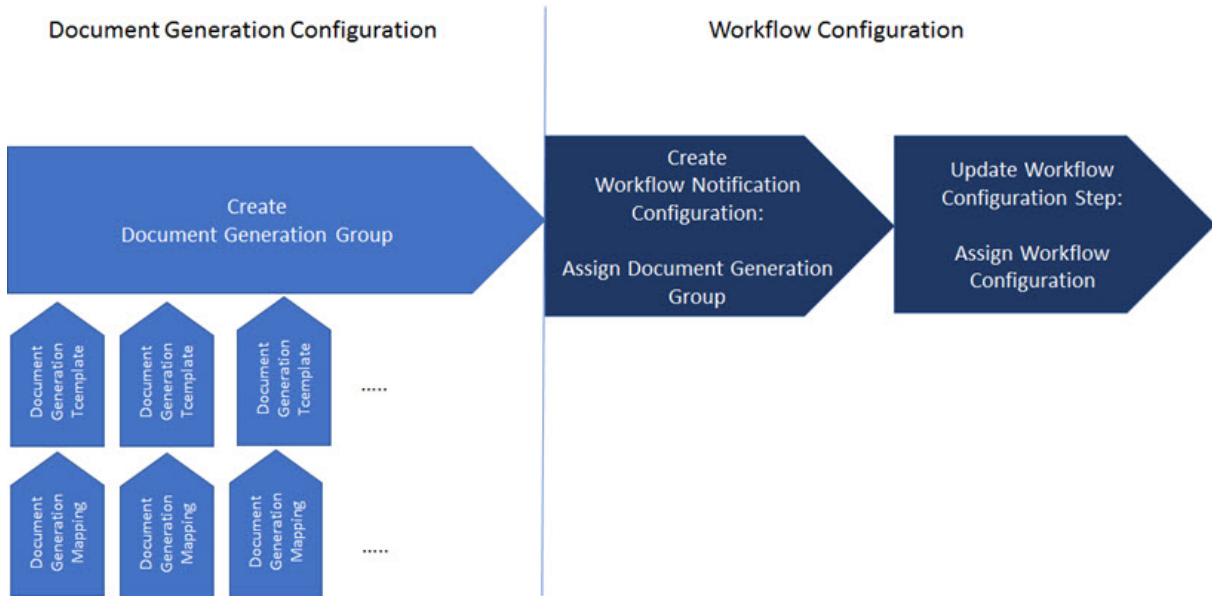 Document Generation Configuration
Workflow Configuration
Create
Document Generation Group
Create
Workflow Notification
Configuration:
Assign Document Generation
Group
Update Workflow
Configuration Step:
Assign Workflow
Configuration
Document
Generation
Tcemplate
Document
Generation
Tcemplate
Document
Generation
Tcemplate
.....
Document
Generation
Mapping
Document
Generation
Mapping
Document
Generation
Mapping
.....